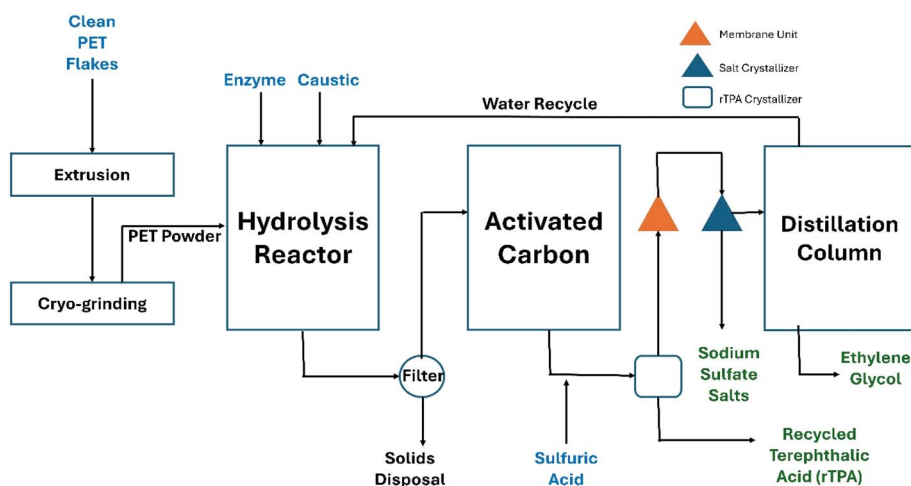 Clean
PET
Flakes
Membrane Unit
Salt Crystallizer
rTPA Crystallizer
Enzyme
Caustic
Water Recycle
Extrusion
PET Powder
Cryo-grinding
Hydrolysis
Reactor
Activated
Carbon
Distillation
Column
Filter
Solids
Disposal
Sulfuric
Acid
Sodium
Sulfate
Salts
Ethylene
Glycol
Recycled
Terephthalic
Acid (rTPA)